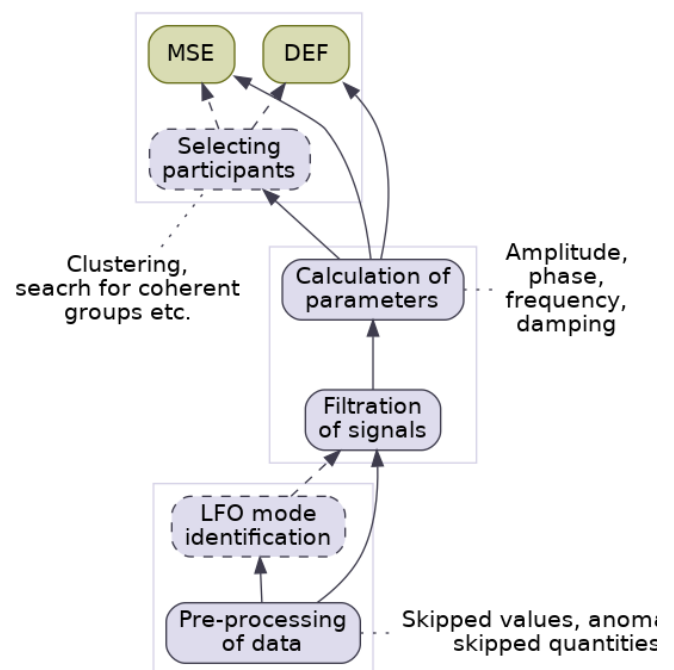 MSE
DEF
Selecting
participants
Clustering,
seacrh for coherent
groups etc.
Calculation of
parameters
Amplitude,
phase,
frequency,
damping
Filtration
of signals
LFO mode
identification
Pre-processing
of data
Skipped values,
skipped quantities